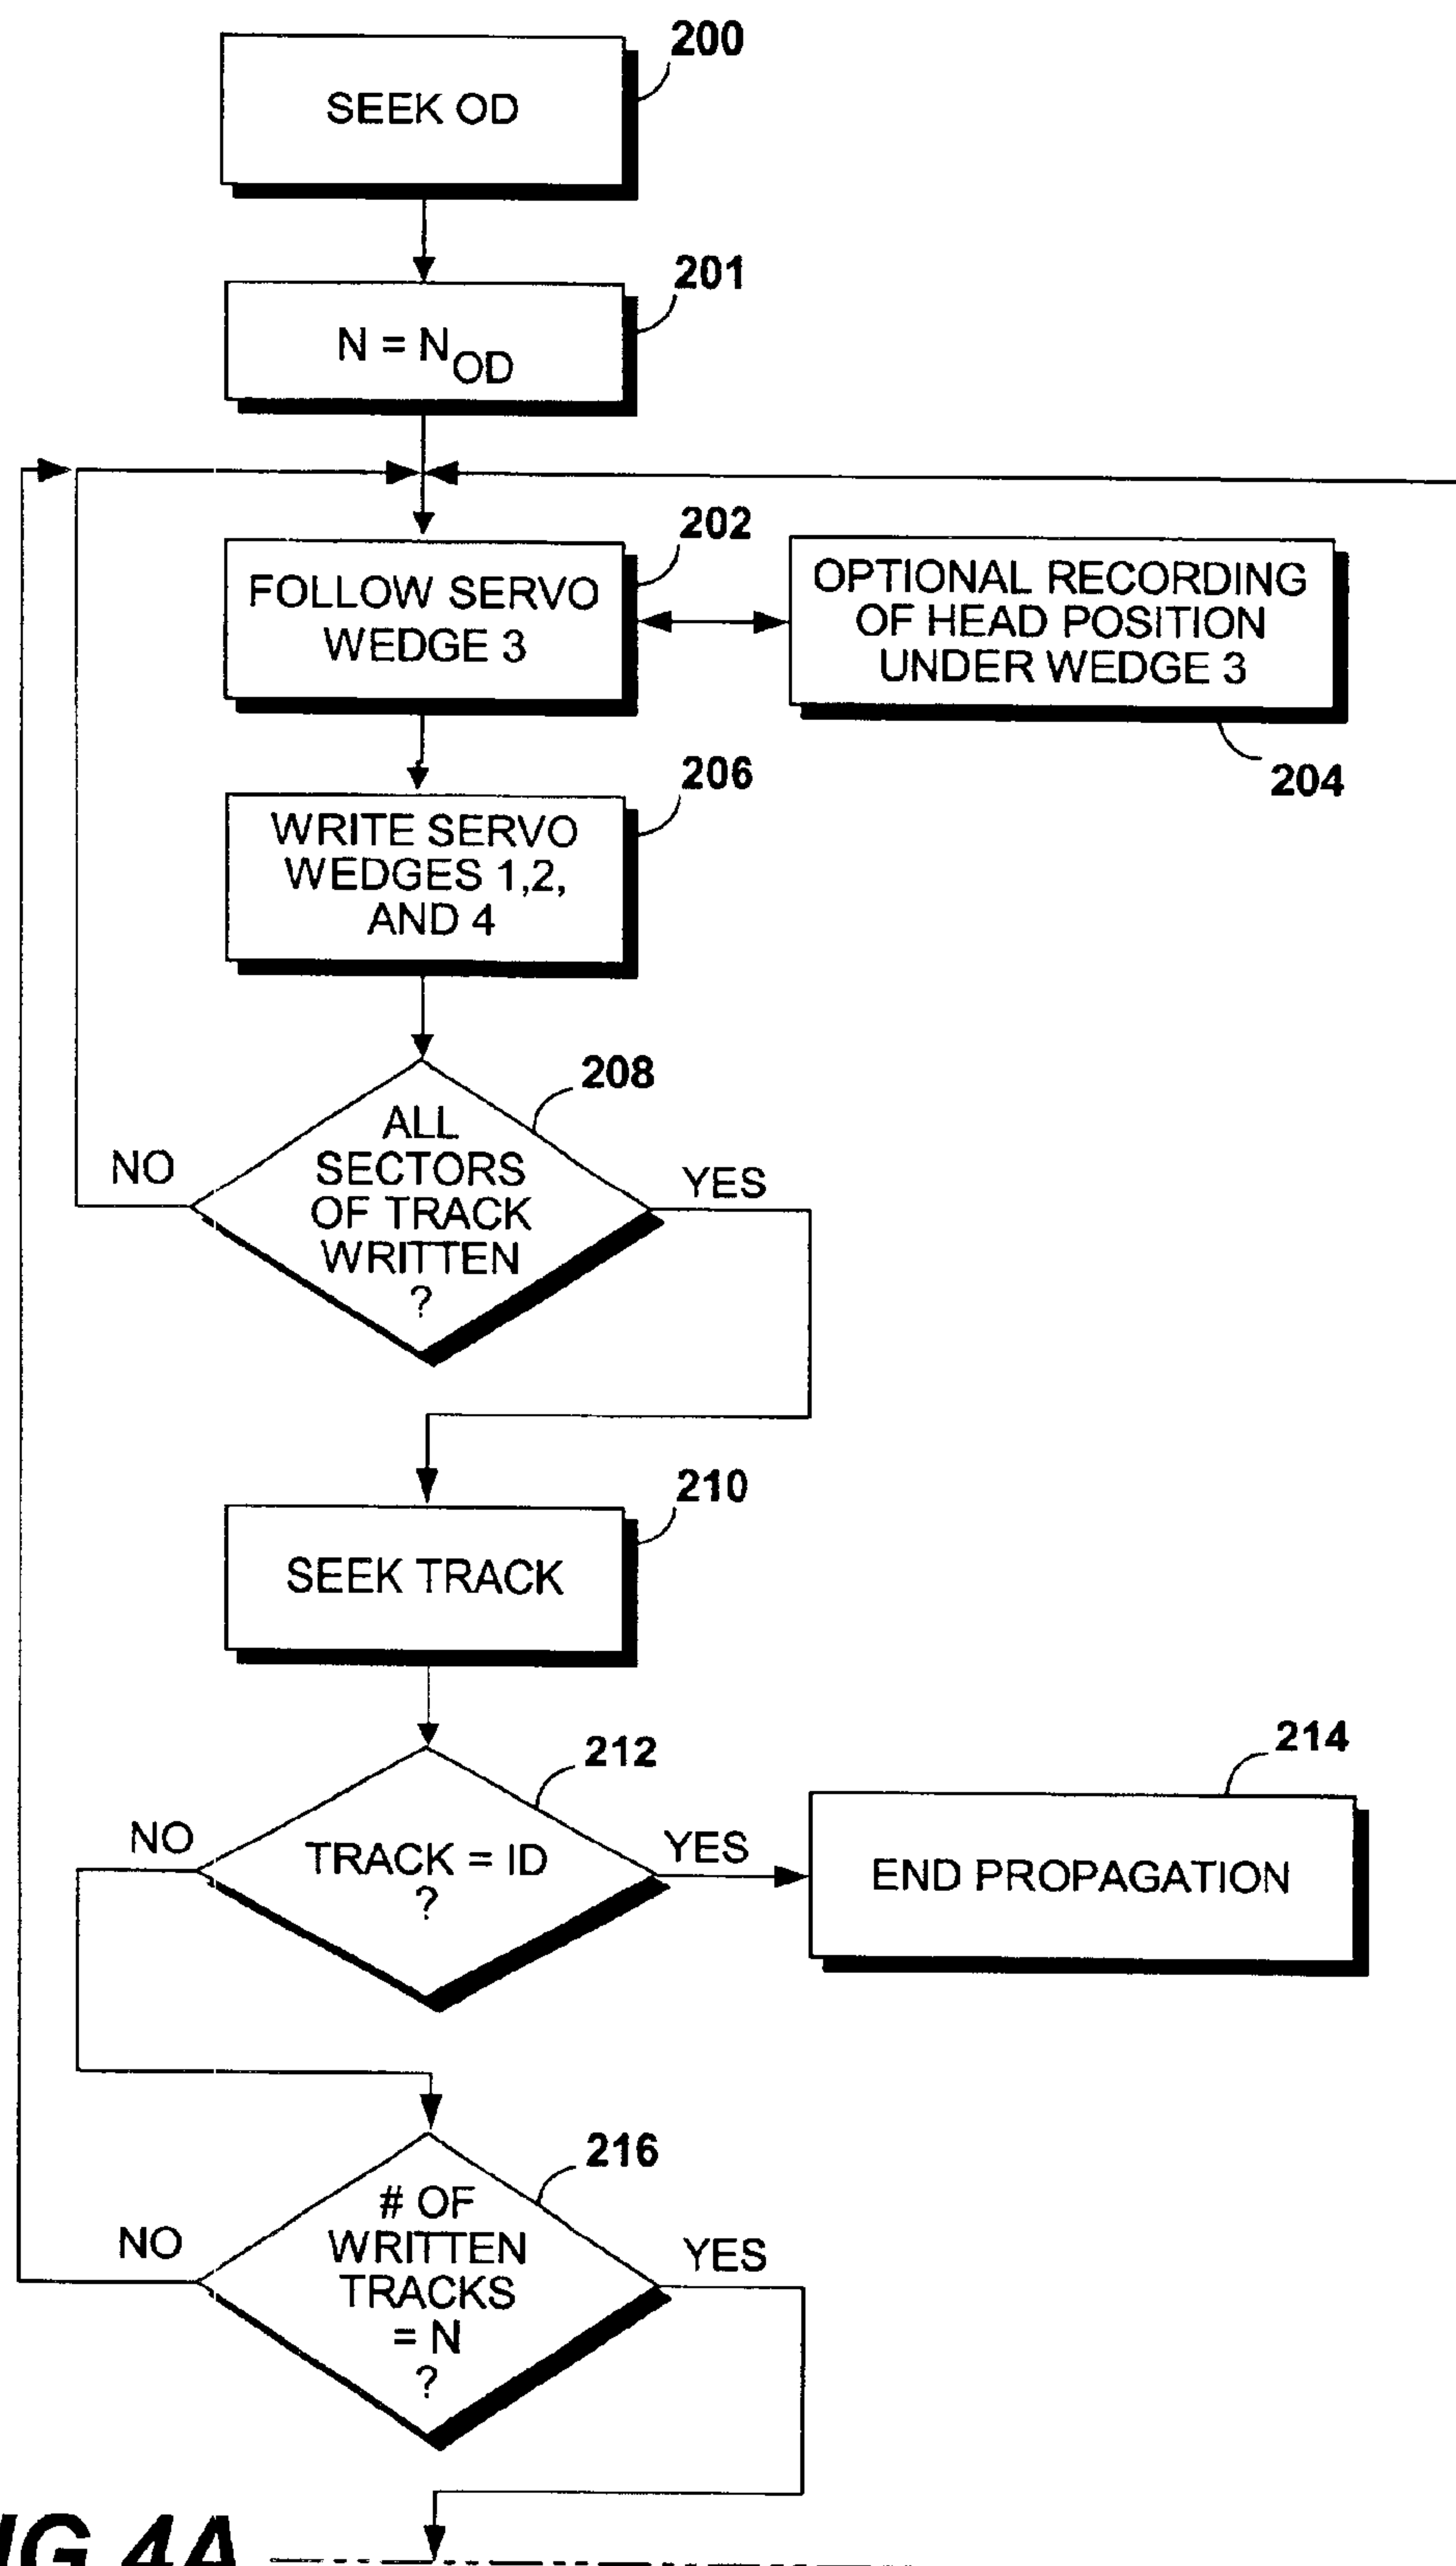 200
SEEK OD
201
N = NOD
202
FOLLOW SERVO
WEDGE 3
OPTIONAL RECORDING
OF HEAD POSITION
UNDER WEDGE 3
204
206
WRITE SERVO
WEDGES 1,2,
AND 4
208
ALL
SECTORS
OF TRACK
WRITTEN
?
NO
YES
210
SEEK TRACK
212
TRACK = ID
?
NO
YES
214
END PROPAGATION
216
# OF
WRITTEN
TRACKS
= N
?
NO
YES
4A